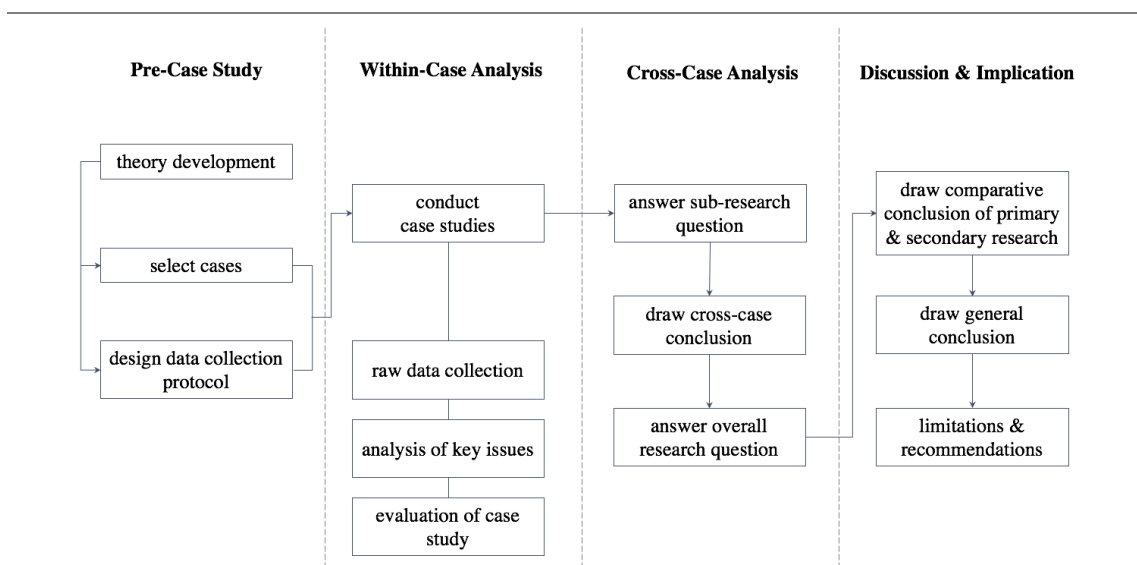 Pre-Case Study
Within-Case Analysis
Cross-Case Analysis
Discussion & Implication
theory development
select cases
design data collection
protocol
conduct
case studies
raw data collection
analysis of key issues
evaluation of case
study
answer sub-research
question
draw cross-case
conclusion
answer overall
research question
draw comparative
conclusion of primary
& secondary research
draw general
conclusion
limitations &
recommendations